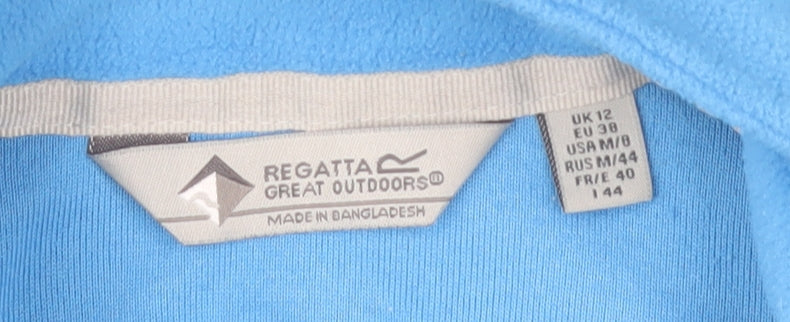 REGATTA
GREAT OUTDOORS®
MADE IN BANGLADESH
UK 12
EU 38
USA M/8
RUS M/44
FR/E 40
I 44